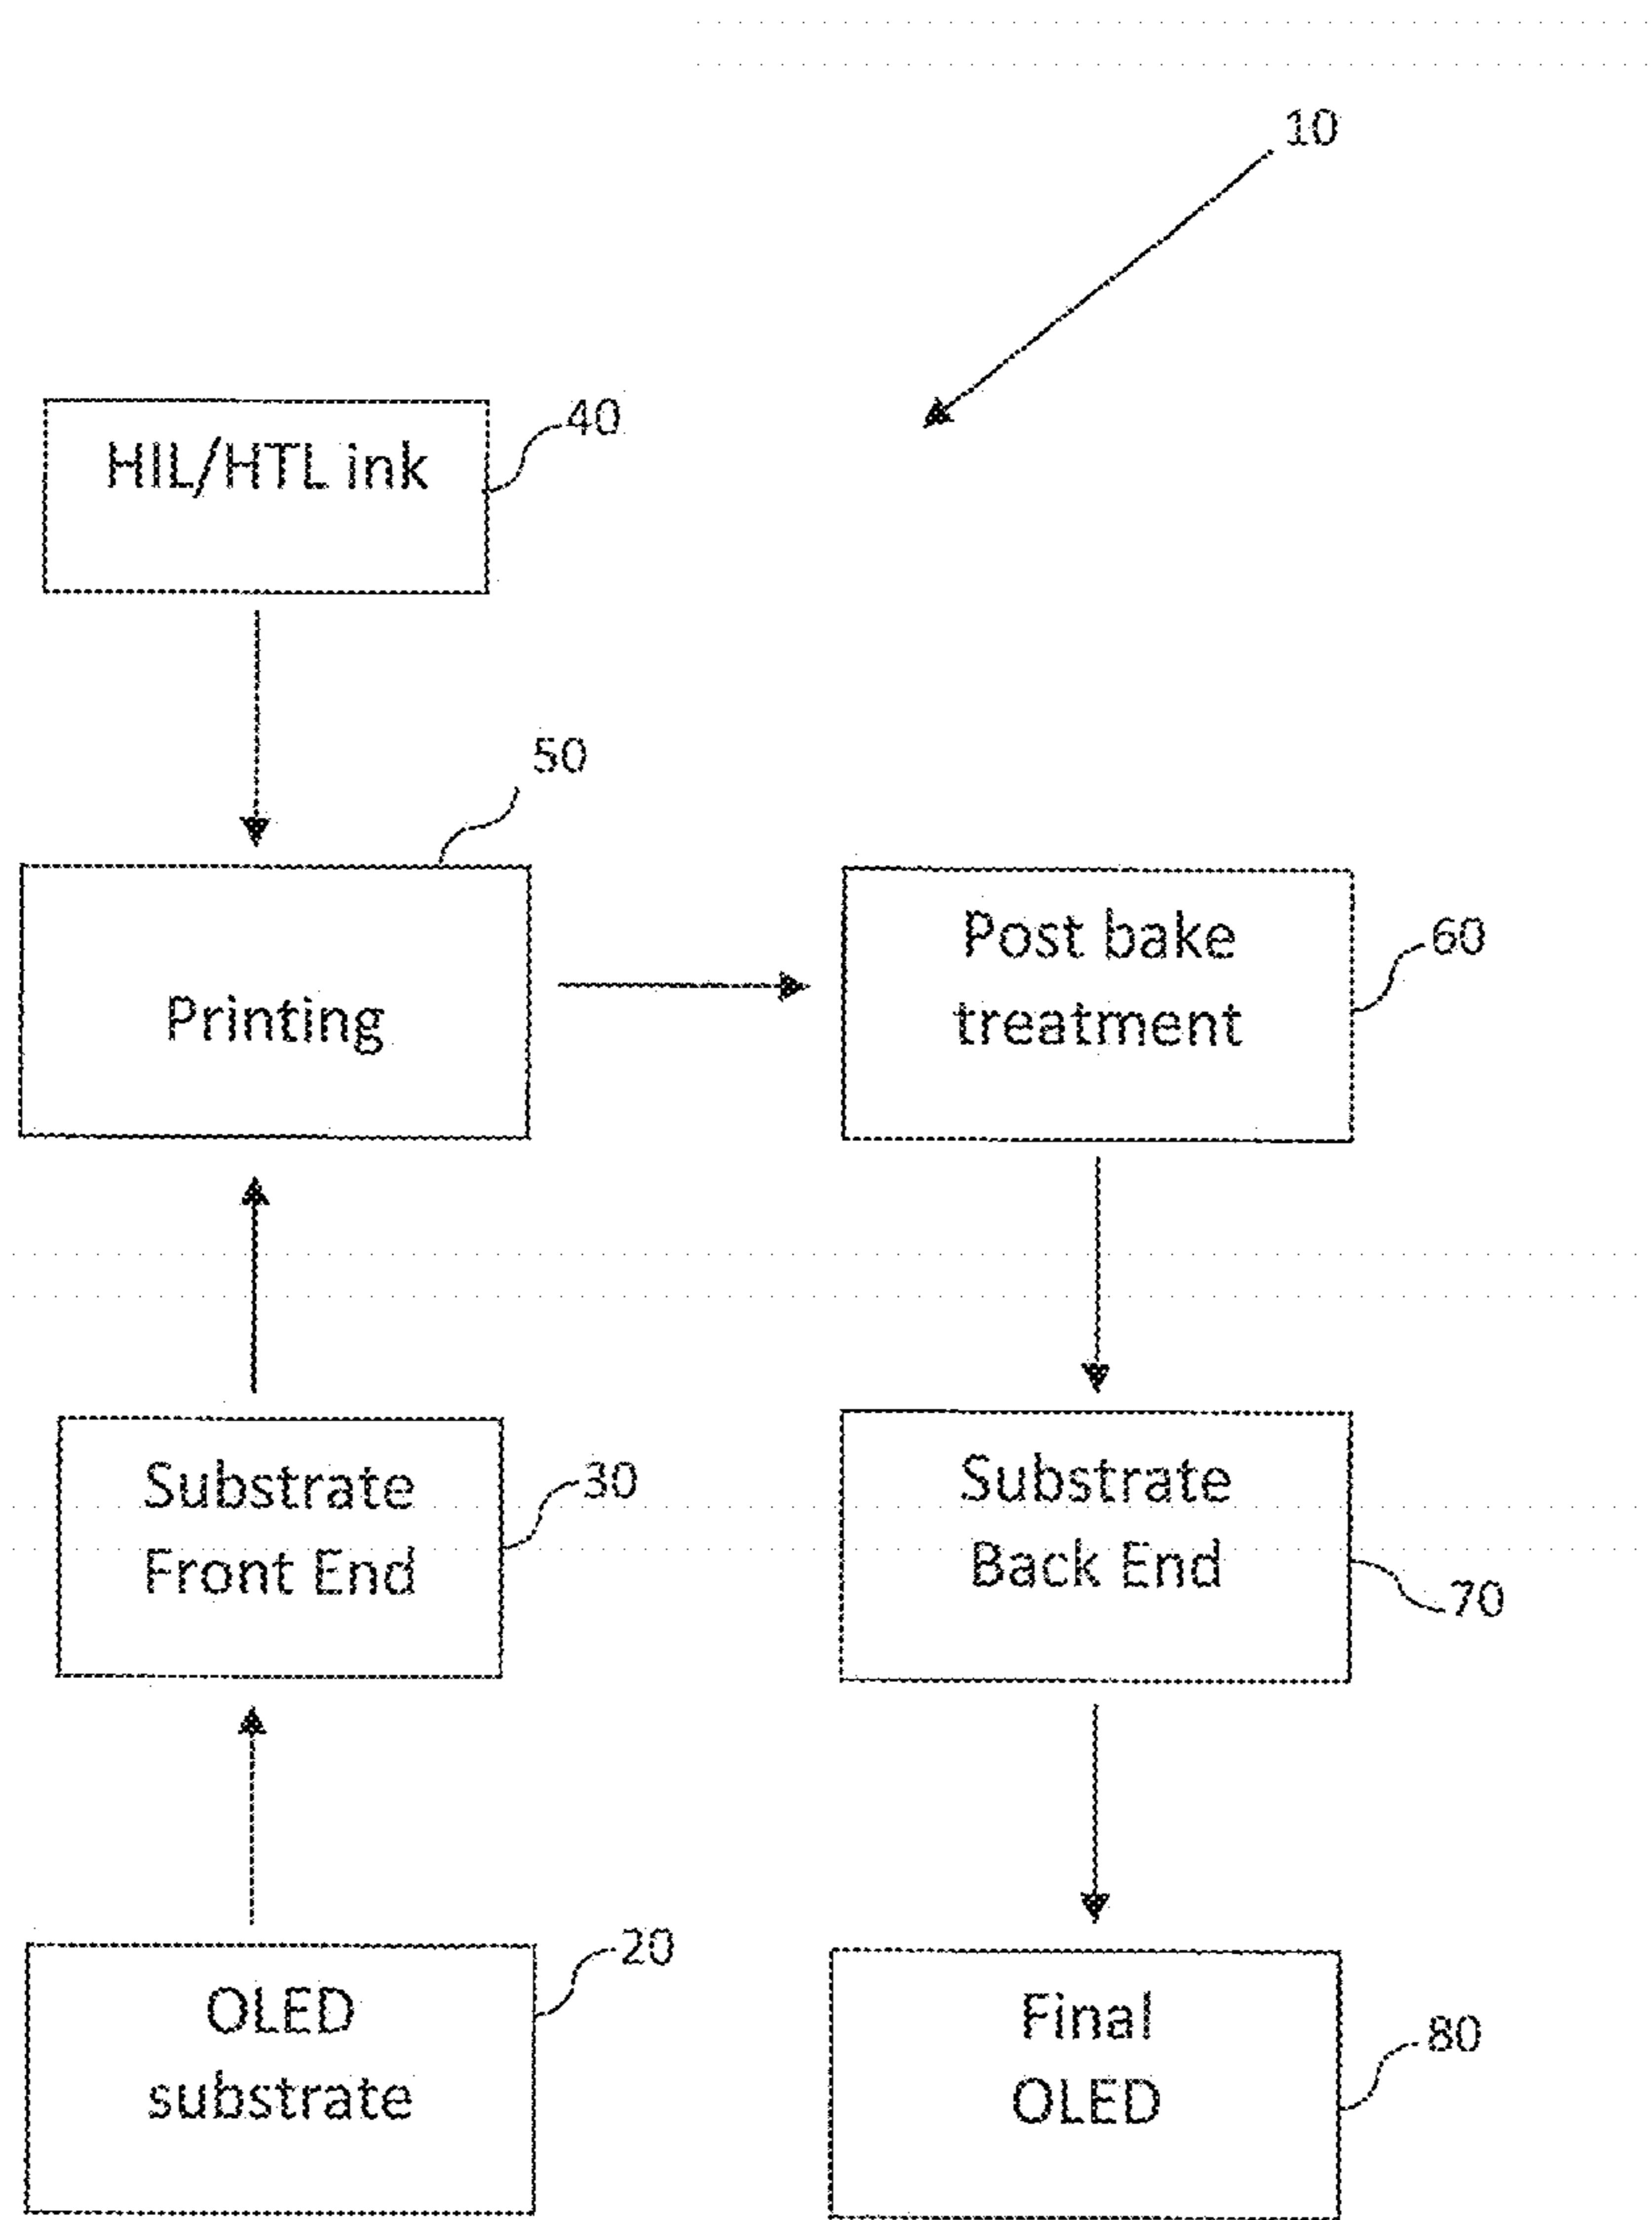 10
HIL/HTL ink
40
50
Printing
Post bake
treatment
60
Substrate
Front End
30
Substrate
Back End
70
OLED
substrate
20
Final
OLED
80